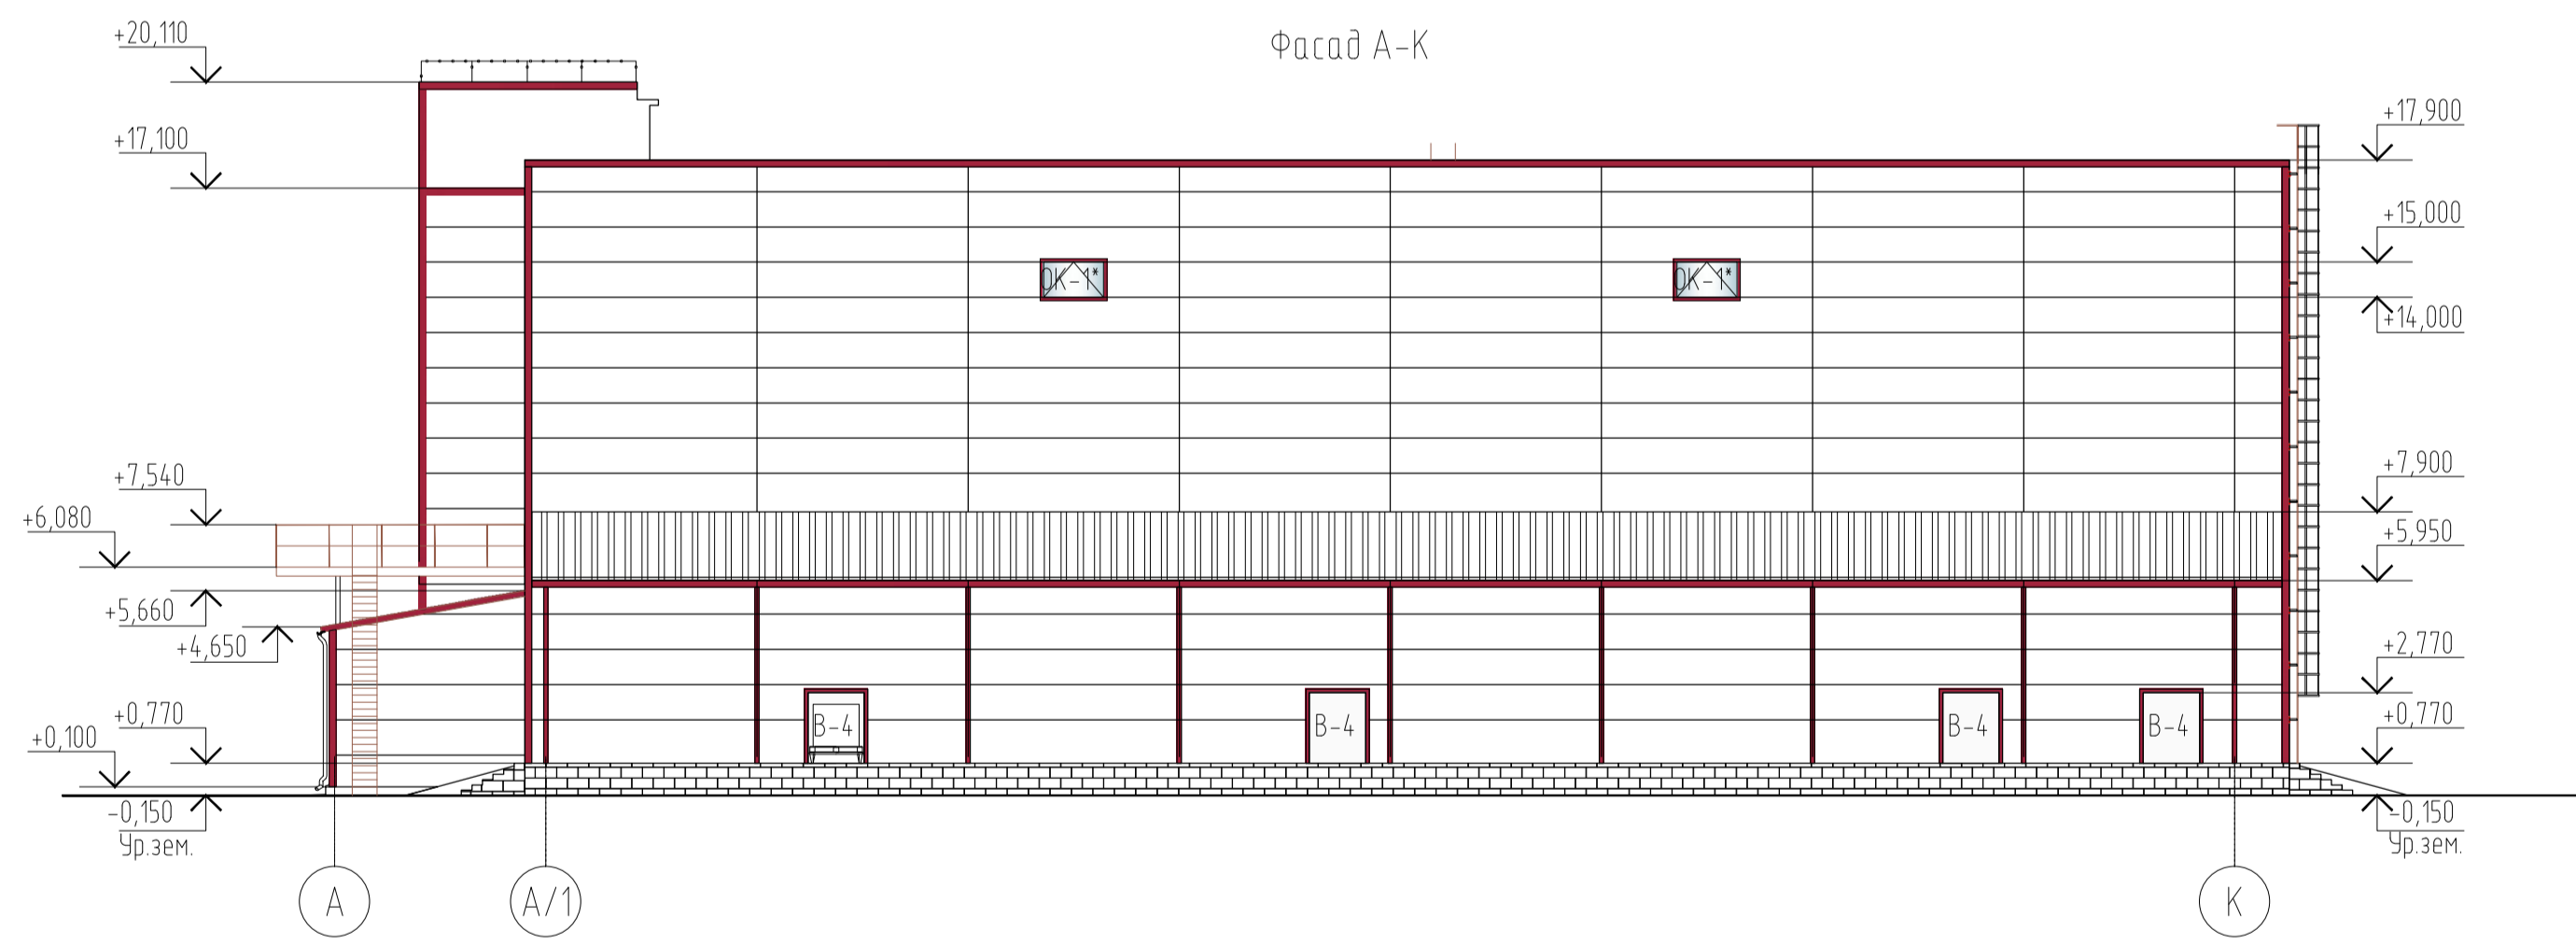 Фасад А-К
+20,110
+17,100
+7,540
+6,080
+5,660
+4,650
+0,770
+0,100
-0,150
Ур.зем.
ОК-1*
ОК-1*
В-4
В-4
В-4
В-4
+17,900
+15,000
+14,000
+7,900
+5,950
+2,770
+0,770
-0,150
Ур.зем.
А
А/1
К